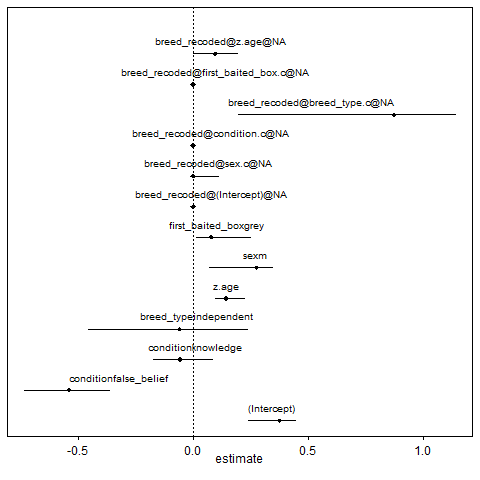 breed_recoded@z.age@NA
breed_recoded@first_baited_box.c@NA
breed_recoded@breed_type.c@NA
breed_recoded@condition.c@NA
breed_recoded@sex.c@NA
breed_recoded@(Intercept)@NA
first_baited_boxgrey
sexm
z.age
breed_typeindependent
conditionknowledge
conditionfalse_belief
(Intercept)
-0.5 0.0 0.5 1.0
estimate